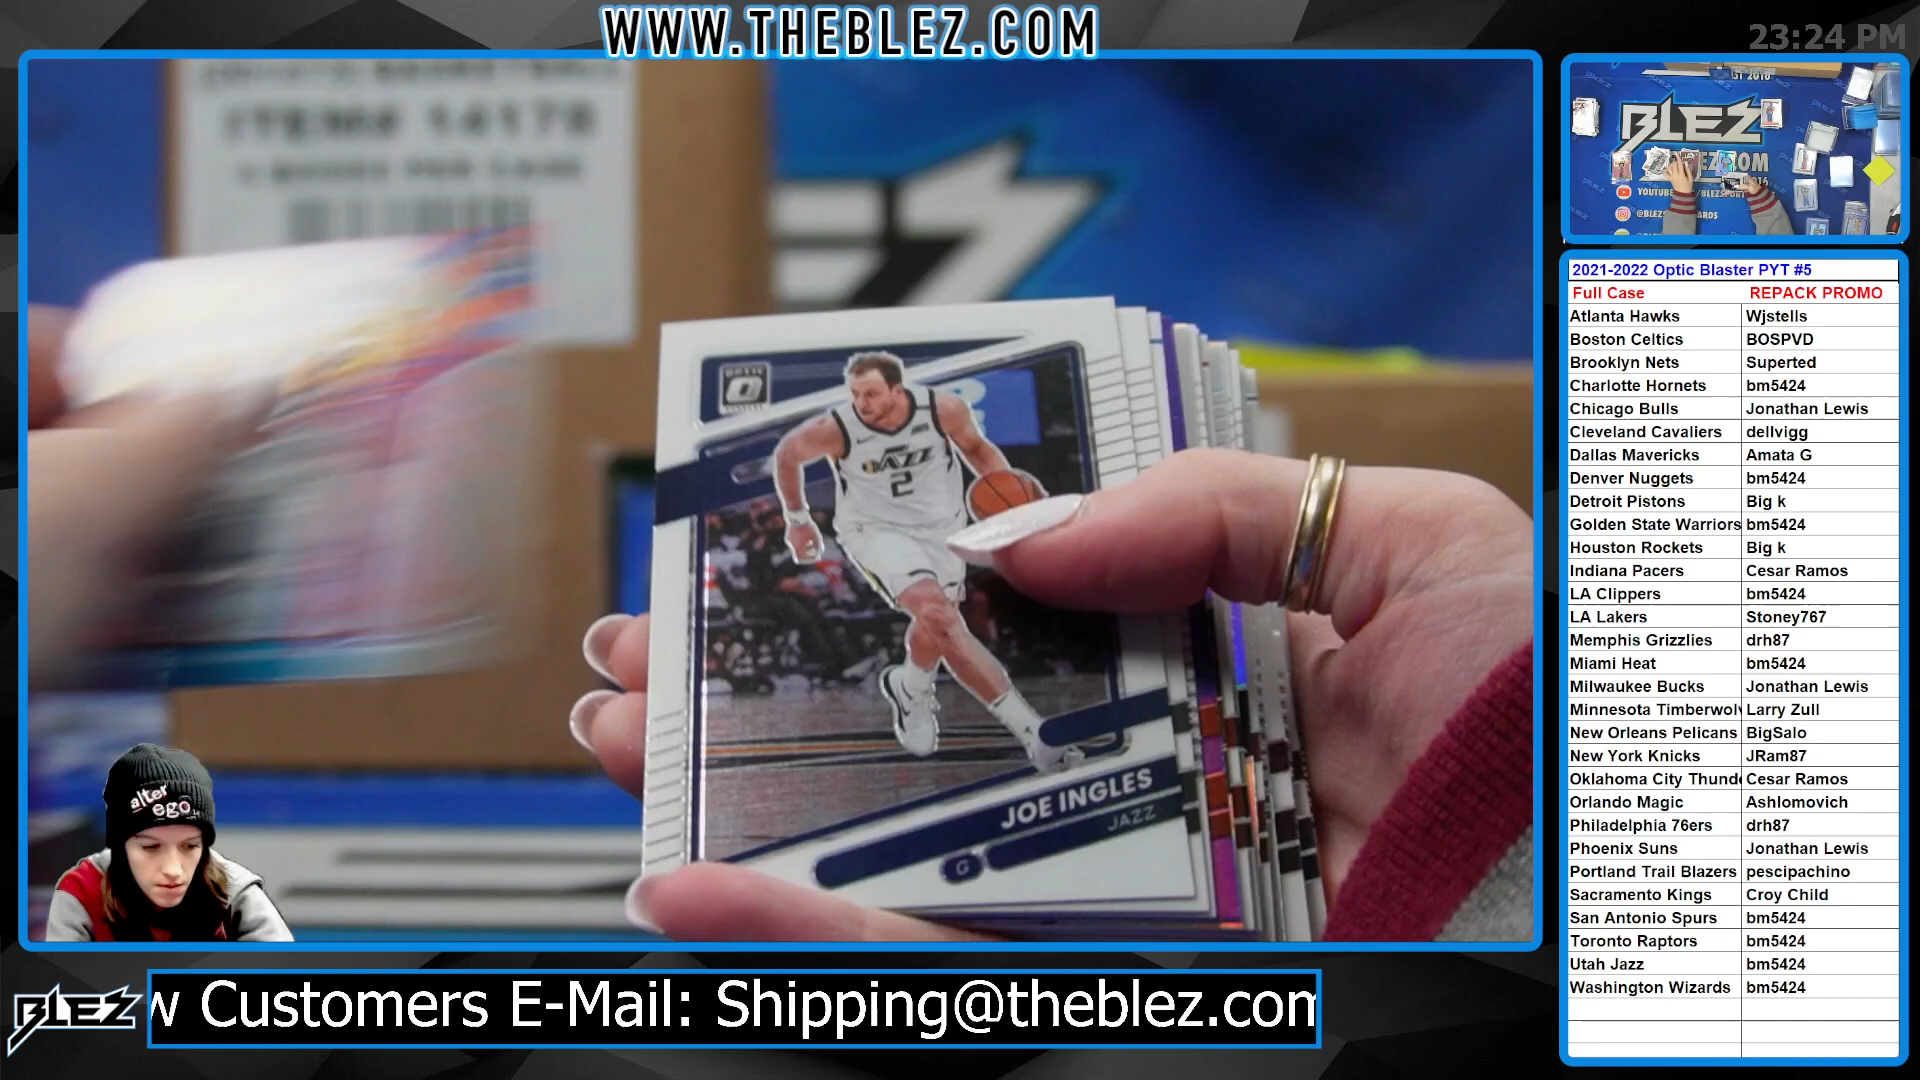 WWW.THEBLEZ.COM
23:24 PM
ITEM# 14178
BLEZ
OPTIC
JAZZ
2
JOE INGLES
JAZZ
G
alter
ego
2021-2022 Optic Blaster PYT #5
Full Case REPACK PROMO
Atlanta Hawks Wjstells
Boston Celtics BOSPVD
Brooklyn Nets Superted
Charlotte Hornets bm5424
Chicago Bulls Jonathan Lewis
Cleveland Cavaliers dellvigg
Dallas Mavericks Amata G
Denver Nuggets bm5424
Detroit Pistons Big k
Golden State Warriors bm5424
Houston Rockets Big k
Indiana Pacers Cesar Ramos
LA Clippers bm5424
LA Lakers Stoney767
Memphis Grizzlies drh87
Miami Heat bm5424
Milwaukee Bucks Jonathan Lewis
Minnesota Timberwolv Larry Zull
New Orleans Pelicans BigSalo
New York Knicks JRam87
Oklahoma City Thunde Cesar Ramos
Orlando Magic Ashlomovich
Philadelphia 76ers drh87
Phoenix Suns Jonathan Lewis
Portland Trail Blazers pescipachino
Sacramento Kings Croy Child
San Antonio Spurs bm5424
Toronto Raptors bm5424
Utah Jazz bm5424
Washington Wizards bm5424
BLEZ
w Customers E-Mail: Shipping@theblez.com